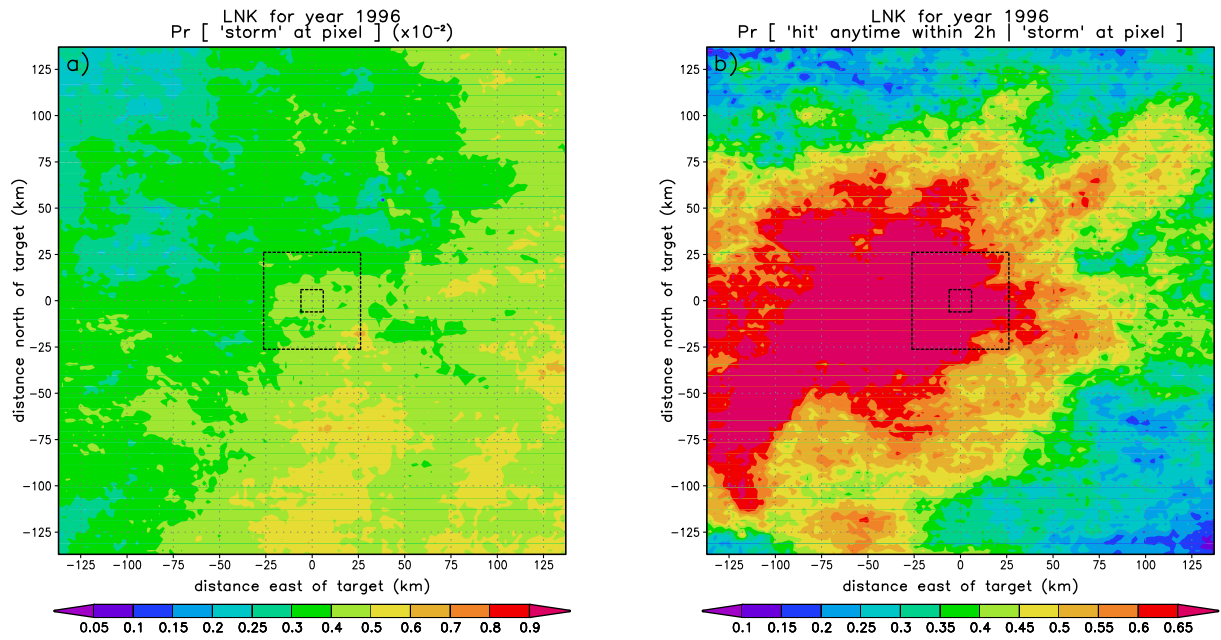 LNK for year 1996
Pr [ 'storm' at pixel ] (x10⁻²)
a)
125
100
75
50
25
0
−25
−50
−75
−100
−125
distance north of target (km)
−125 −100 −75 −50 −25 0 25 50 75 100 125
distance east of target (km)
0.05 0.1 0.15 0.2 0.25 0.3 0.4 0.5 0.6 0.7 0.8 0.9
LNK for year 1996
Pr [ 'hit' anytime within 2h | 'storm' at pixel ]
b)
125
100
75
50
25
0
−25
−50
−75
−100
−125
distance north of target (km)
−125 −100 −75 −50 −25 0 25 50 75 100 125
distance east of target (km)
0.1 0.15 0.2 0.25 0.3 0.35 0.4 0.45 0.5 0.55 0.6 0.65